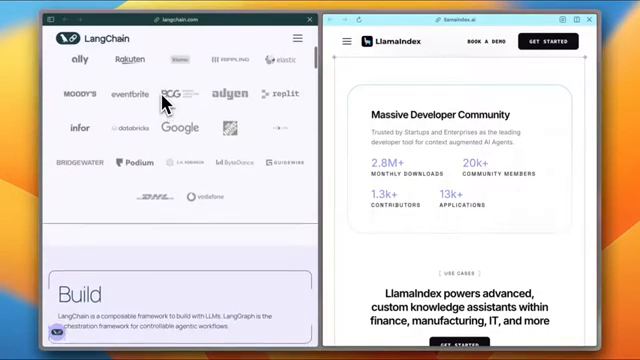 langchain.com
LangChain
ally Rakuten klarna RIPPLING elastic
MOODY'S eventbrite BCG adyen replit
infor databricks Google
BRIDGEWATER Podium ByteDance GUIDEWIRE
DHL vodafone
Build
LangChain is a composable framework to build with LLMs. LangGraph is the
orchestration framework for controllable agentic workflows.
llamaindex.ai
LlamaIndex BOOK A DEMO GET STARTED
Massive Developer Community
Trusted by Startups and Enterprises as the leading
developer tool for context augmented AI Agents.
2.8M+ 20k+
MONTHLY DOWNLOADS COMMUNITY MEMBERS
1.3k+ 13k+
CONTRIBUTORS APPLICATIONS
USE CASES
LlamaIndex powers advanced,
custom knowledge assistants within
finance, manufacturing, IT, and more
GET STARTED